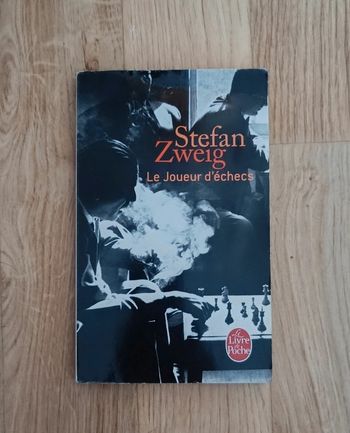 Stefan
Zweig
Le Joueur d'échecs
Le
Livre
de
Poche